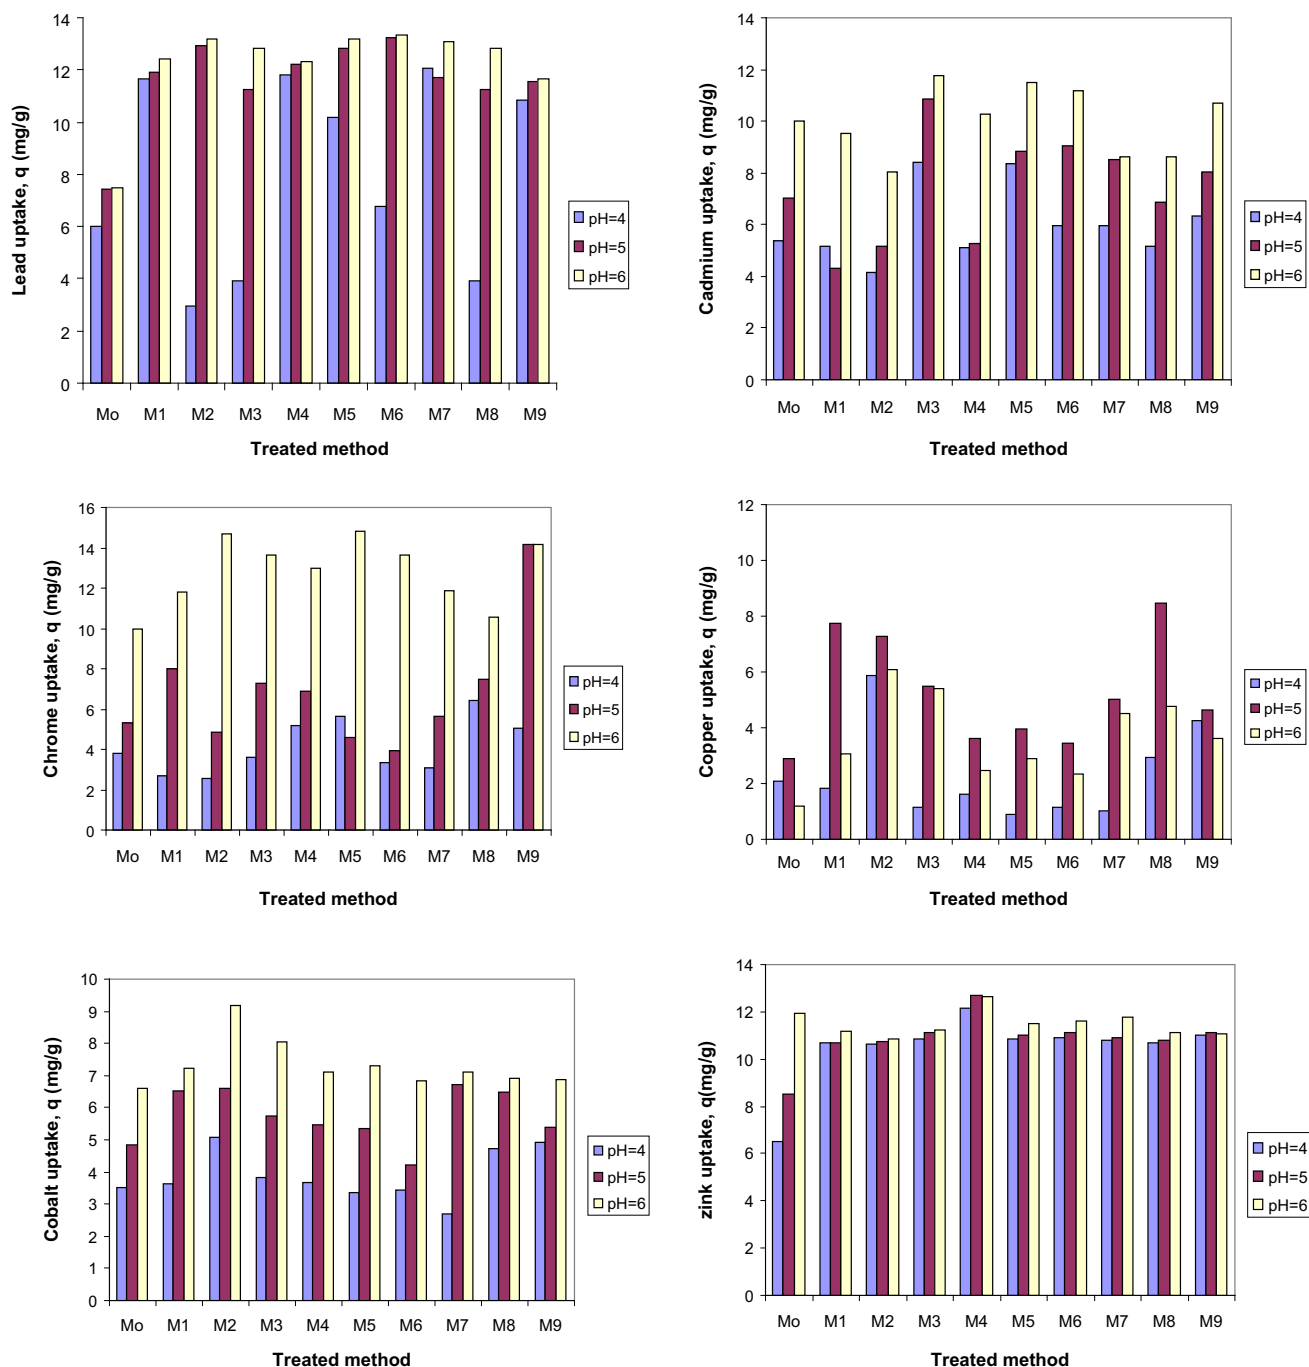 Lead uptake, q (mg/g)
14
12
10
8
6
4
2
0
Mo M1 M2 M3 M4 M5 M6 M7 M8 M9
Treated method
pH=4
pH=5
pH=6
Cadmium uptake, q (mg/g)
14
12
10
8
6
4
2
0
Mo M1 M2 M3 M4 M5 M6 M7 M8 M9
Treated method
pH=4
pH=5
pH=6
Chrome uptake, q (mg/g)
16
14
12
10
8
6
4
2
0
Mo M1 M2 M3 M4 M5 M6 M7 M8 M9
Treated method
pH=4
pH=5
pH=6
Copper uptake, q (mg/g)
12
10
8
6
4
2
0
Mo M1 M2 M3 M4 M5 M6 M7 M8 M9
Treated method
pH=4
pH=5
pH=6
Cobalt uptake, q (mg/g)
10
9
8
7
6
5
4
3
2
1
0
Mo M1 M2 M3 M4 M5 M6 M7 M8 M9
Treated method
pH=4
pH=5
pH=6
zink uptake, q(mg/g)
14
12
10
8
6
4
2
0
Mo M1 M2 M3 M4 M5 M6 M7 M8 M9
Treated method
pH=4
pH=5
pH=6